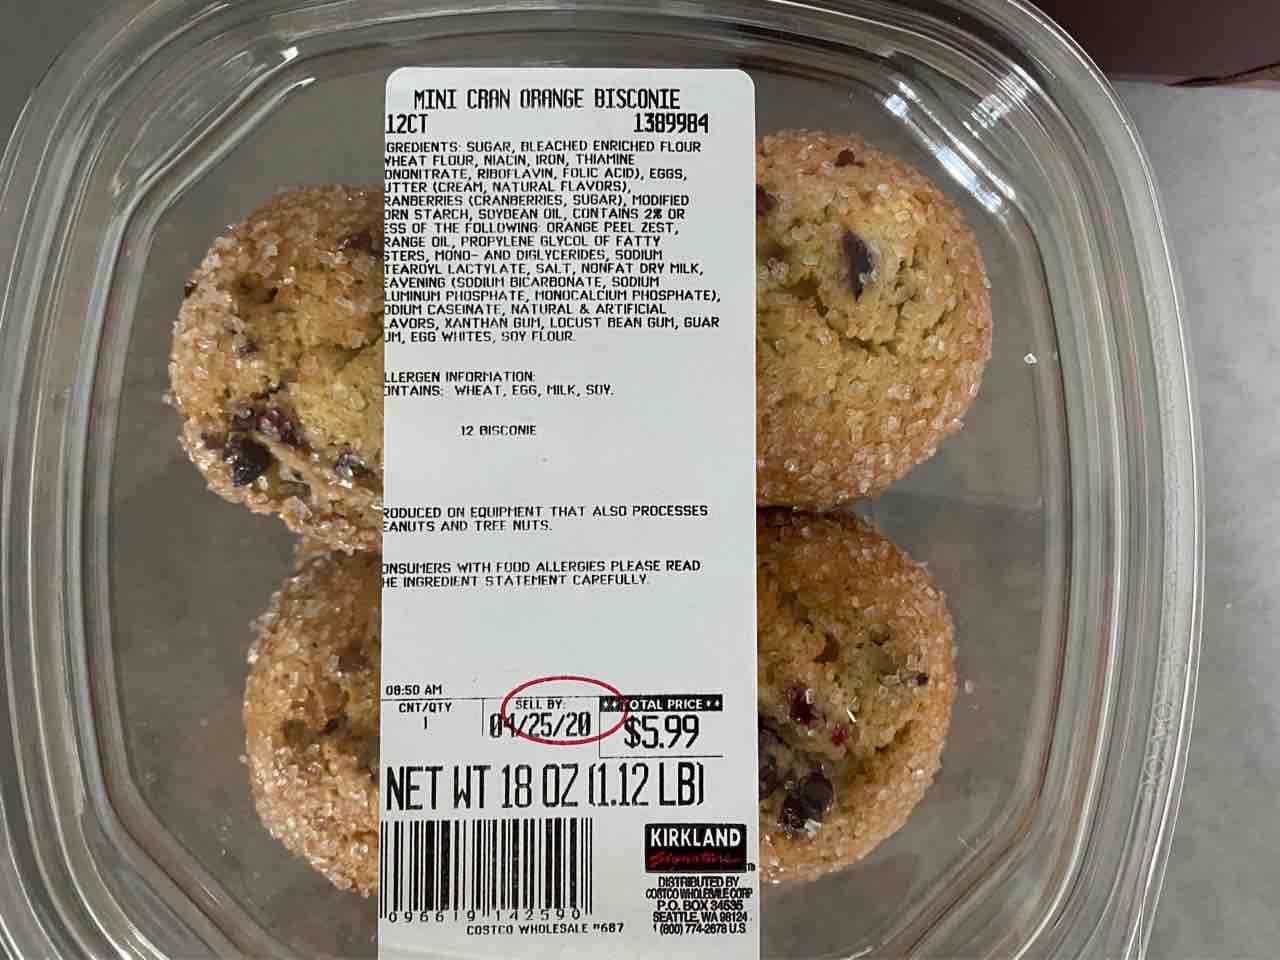 MINI CRAN ORANGE BISCONIE
12CT 1389984
GREDIENTS: SUGAR, BLEACHED ENRICHED FLOUR
WHEAT FLOUR, NIACIN, IRON, THIAMINE
ONONITRATE, RIBOFLAVIN, FOLIC ACID), EGGS,
UTTER (CREAM, NATURAL FLAVORS),
RANBERRIES (CRANBERRIES, SUGAR), MODIFIED
ORN STARCH, SOYBEAN OIL, CONTAINS 2% OR
ESS OF THE FOLLOWING: ORANGE PEEL ZEST,
RANGE OIL, PROPYLENE GLYCOL OF FATTY
STERS, MONO- AND DIGLYCERIDES, SODIUM
TEAROYL LACTYLATE, SALT, NONFAT DRY MILK,
EAVENING (SODIUM BICARBONATE, SODIUM
LUMINUM PHOSPHATE, MONOCALCIUM PHOSPHATE),
ODIUM CASEINATE, NATURAL & ARTIFICIAL
LAVORS, XANTHAN GUM, LOCUST BEAN GUM, GUAR
UM, EGG WHITES, SOY FLOUR.
LLERGEN INFORMATION:
ONTAINS: WHEAT, EGG, MILK, SOY.
12 BISCONIE
RODUCED ON EQUIPMENT THAT ALSO PROCESSES
EANUTS AND TREE NUTS.
ONSUMERS WITH FOOD ALLERGIES PLEASE READ
HE INGREDIENT STATEMENT CAREFULLY.
08:50 AM
CNT/QTY SELL BY: **TOTAL PRICE**
1 04/25/20 $5.99
NET WT 18 OZ (1.12 LB)
KIRKLAND
Signature
DISTRIBUTED BY
COSTCO WHOLESALE CORP
P.O. BOX 34535
SEATTLE, WA 98124
1 (800) 774-2678 U.S
0 96619 14259 0
COSTCO WHOLESALE #687